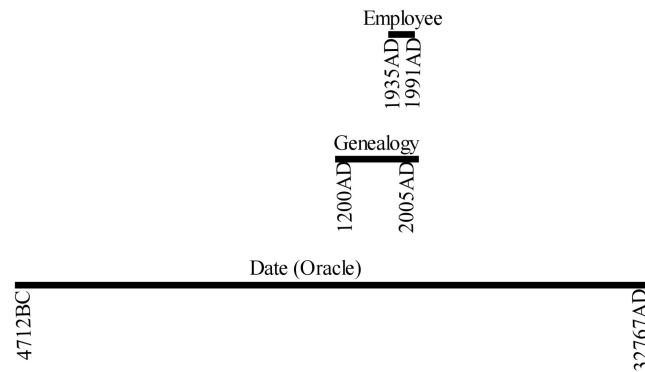 Employee
1935AD
1991AD
Genealogy
1200AD
2005AD
Date (Oracle)
4712BC
32767AD